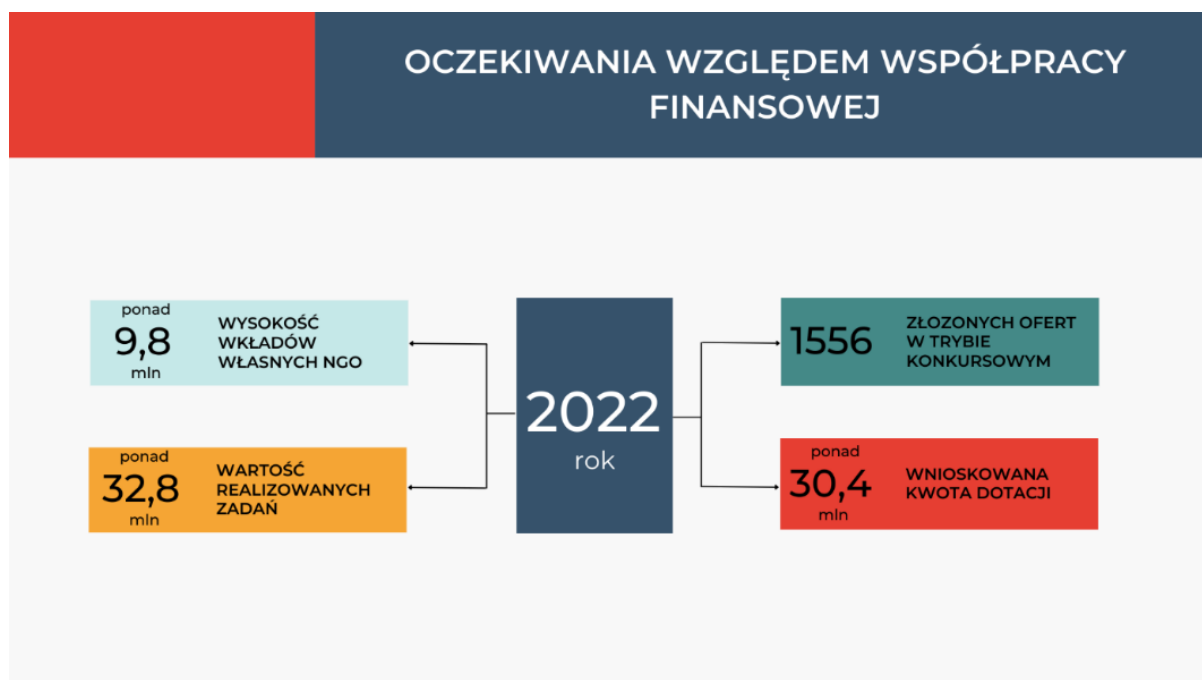 OCZEKIWANIA WZGLĘDEM WSPÓŁPRACY
FINANSOWEJ
ponad
9,8
mln
WYSOKOŚĆ
WKŁADÓW
WŁASNYCH NGO
ponad
32,8
mln
WARTOŚĆ
REALIZOWANYCH
ZADAŃ
2022
rok
1556
ZŁOZONYCH OFERT
W TRYBIE
KONKURSOWYM
ponad
30,4
mln
WNIOSKOWANA
KWOTA DOTACJI